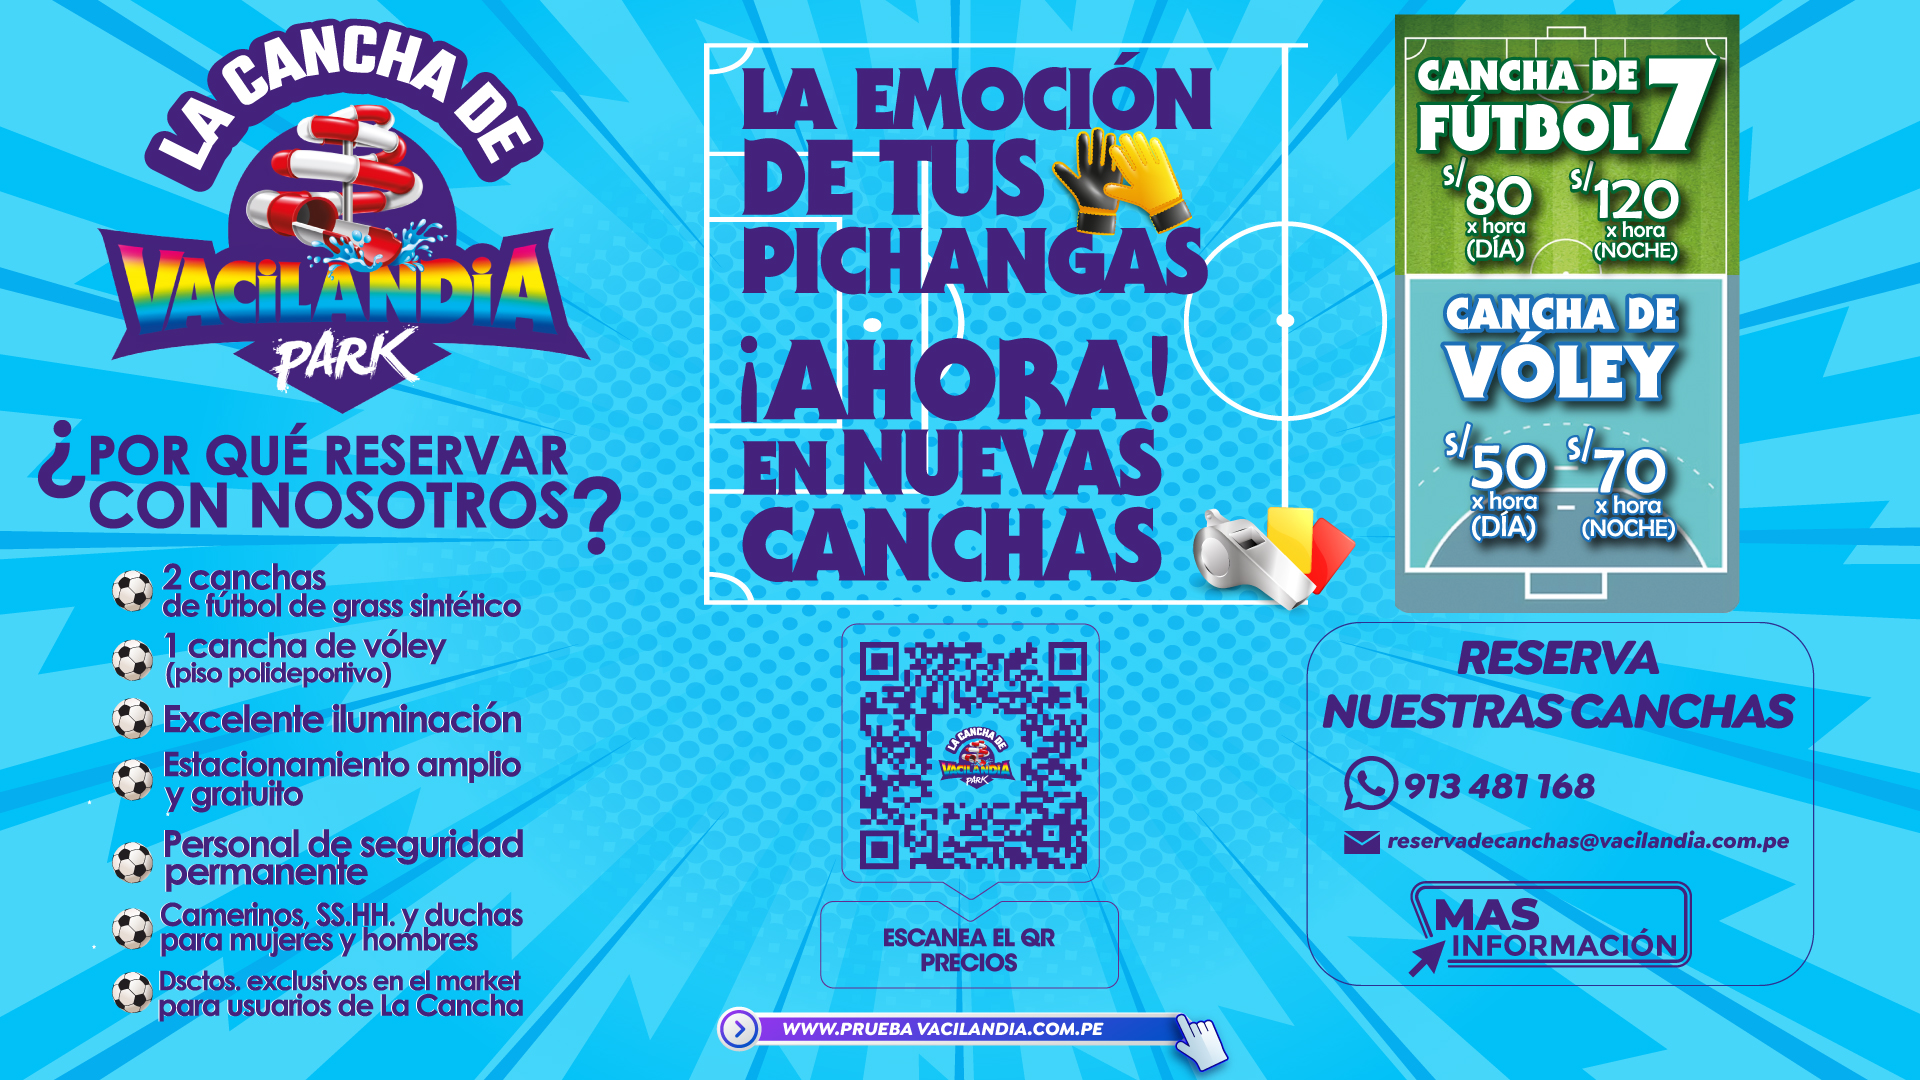 LA CANCHA DE
VACILANDIA
PARK
¿POR QUÉ RESERVAR
CON NOSOTROS?
2 canchas
de fútbol de grass sintético
1 cancha de vóley
(piso polideportivo)
Excelente iluminación
Estacionamiento amplio
y gratuito
Personal de seguridad
permanente
Camerinos, SS.HH. y duchas
para mujeres y hombres
Dsctos. exclusivos en el market
para usuarios de La Cancha
LA EMOCIÓN
DE TUS
PICHANGAS
¡AHORA!
EN NUEVAS
CANCHAS
LA CANCHA DE
VACILANDIA
PARK
ESCANEA EL QR
PRECIOS
WWW.PRUEBA VACILANDIA.COM.PE
CANCHA DE
FÚTBOL 7
S/80 S/120
x hora x hora
(DÍA) (NOCHE)
CANCHA DE
VÓLEY
S/50 S/70
x hora x hora
(DÍA) (NOCHE)
RESERVA
NUESTRAS CANCHAS
913 481 168
reservadecanchas@vacilandia.com.pe
MAS
INFORMACIÓN